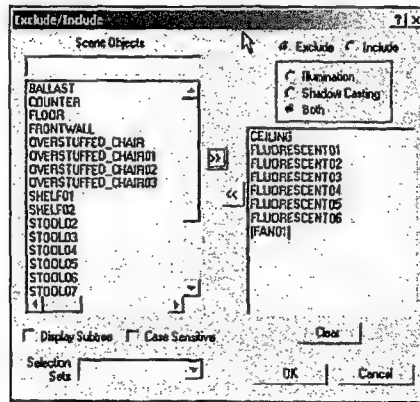 Exclude/Include
Scene Objects
Exclude Include
Illumination
Shadow Casting
Both
BALLAST
COUNTER
FLOOR
FRONTWALL
OVERSTUFFED_CHAIR
OVERSTUFFED_CHAIR01
OVERSTUFFED_CHAIR02
OVERSTUFFED_CHAIR03
SHELF01
SHELF02
STOOL02
STOOL03
STOOL04
STOOL05
STOOL06
STOOL07
>>
<<
CEILING
FLUORESCENT01
FLUORESCENT02
FLUORESCENT03
FLUORESCENT04
FLUORESCENT05
FLUORESCENT06
[FAN01]
Display Subtree Case Sensitive
Clear
Selection
Sets
OK Cancel